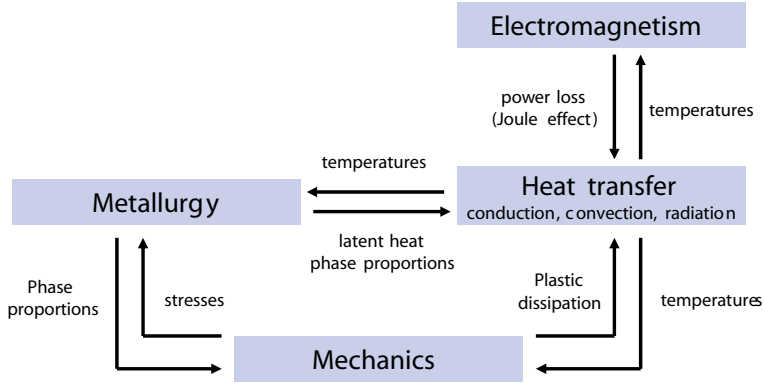 Electromagnetism
power loss
(Joule effect)
temperatures
temperatures
Heat transfer
conduction, convection, radiation
Metallurgy
latent heat
phase proportions
Phase
proportions
stresses
Plastic
dissipation
temperatures
Mechanics